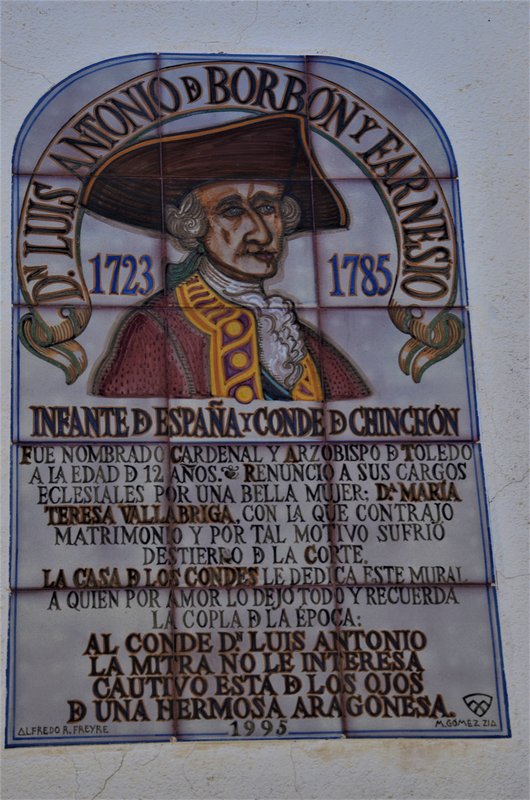 Dⁿ. LUIS ANTONIO D BORBÓN Y FARNESIO
1723 1785
INFANTE D ESPAÑA Y CONDE D CHINCHÓN
FUE NOMBRADO CARDENAL Y ARZOBISPO D TOLEDO
A LA EDAD D 12 AÑOS. RENUNCIÓ A SUS CARGOS
ECLESIALES POR UNA BELLA MUJER: Dª. MARÍA
TERESA VALLABRIGA, CON LA QUE CONTRAJO
MATRIMONIO Y POR TAL MOTIVO SUFRIÓ
DESTIERRO D LA CORTE.
LA CASA D LOS CONDES LE DEDICA ESTE MURAL
A QUIEN POR AMOR LO DEJO TODO Y RECUERDA
LA COPLA D LA ÉPOCA:
AL CONDE Dⁿ. LUIS ANTONIO
LA MITRA NO LE INTERESA
CAUTIVO ESTA D LOS OJOS
D UNA HERMOSA ARAGONESA.
ALFREDO R. FREYRE 1995 M. GOMEZ ZIA